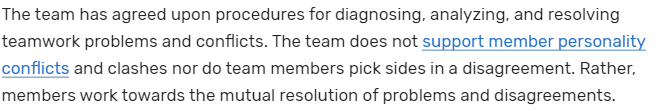 The team has agreed upon procedures for diagnosing, analyzing, and resolving
teamwork problems and conflicts. The team does not support member personality
conflicts and clashes nor do team members pick sides in a disagreement. Rather,
members work towards the mutual resolution of problems and disagreements.